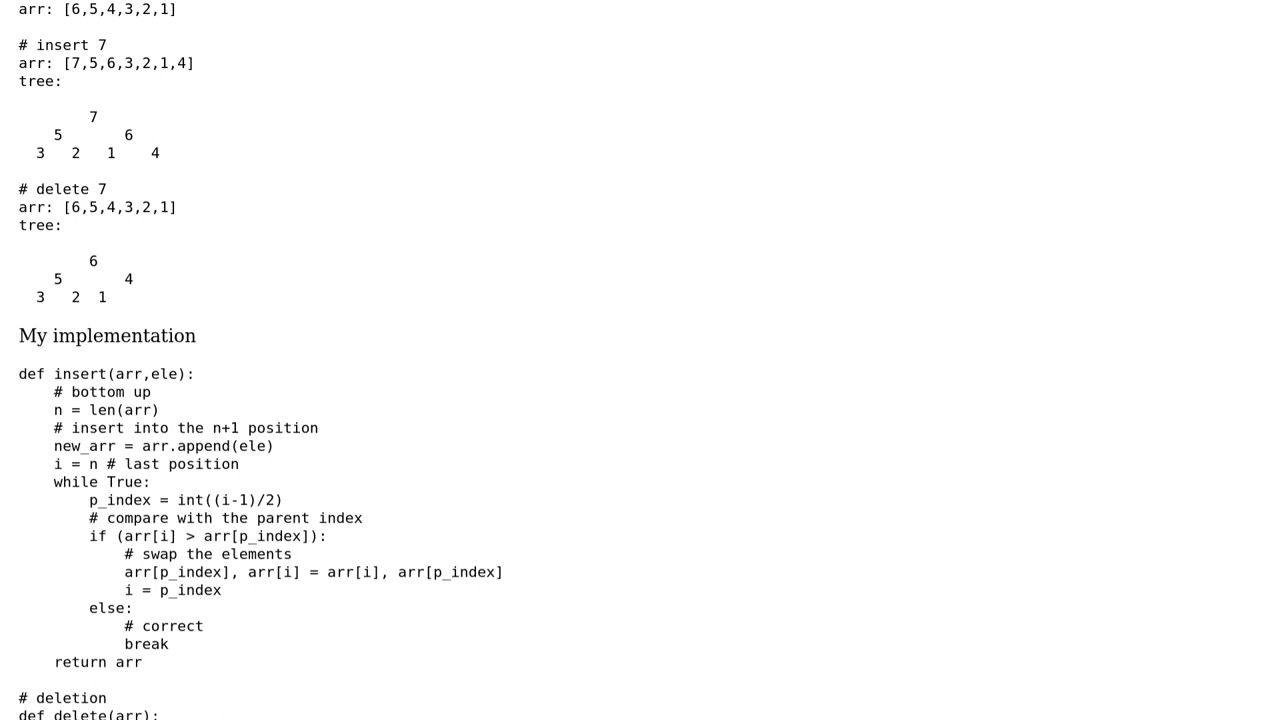 arr: [6,5,4,3,2,1]
# insert 7
arr: [7,5,6,3,2,1,4]
tree:
7
5 6
3 2 1 4
# delete 7
arr: [6,5,4,3,2,1]
tree:
6
5 4
3 2 1
My implementation
def insert(arr,ele):
# bottom up
n = len(arr)
# insert into the n+1 position
new_arr = arr.append(ele)
i = n # last position
while True:
p_index = int((i-1)/2)
# compare with the parent index
if (arr[i] > arr[p_index]):
# swap the elements
arr[p_index], arr[i] = arr[i], arr[p_index]
i = p_index
else:
# correct
break
return arr
# deletion
def delete(arr):